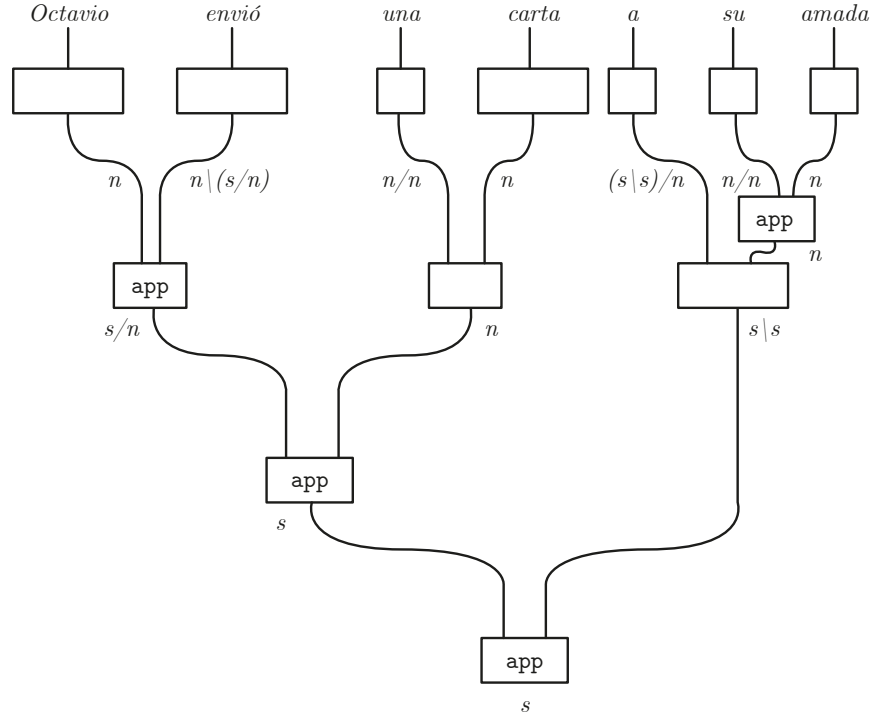 Octavio envió una carta a su amada
n n\(s/n) n/n n (s\s)/n n/n n
app
n
app
s/n n s\s
app
s
app
s